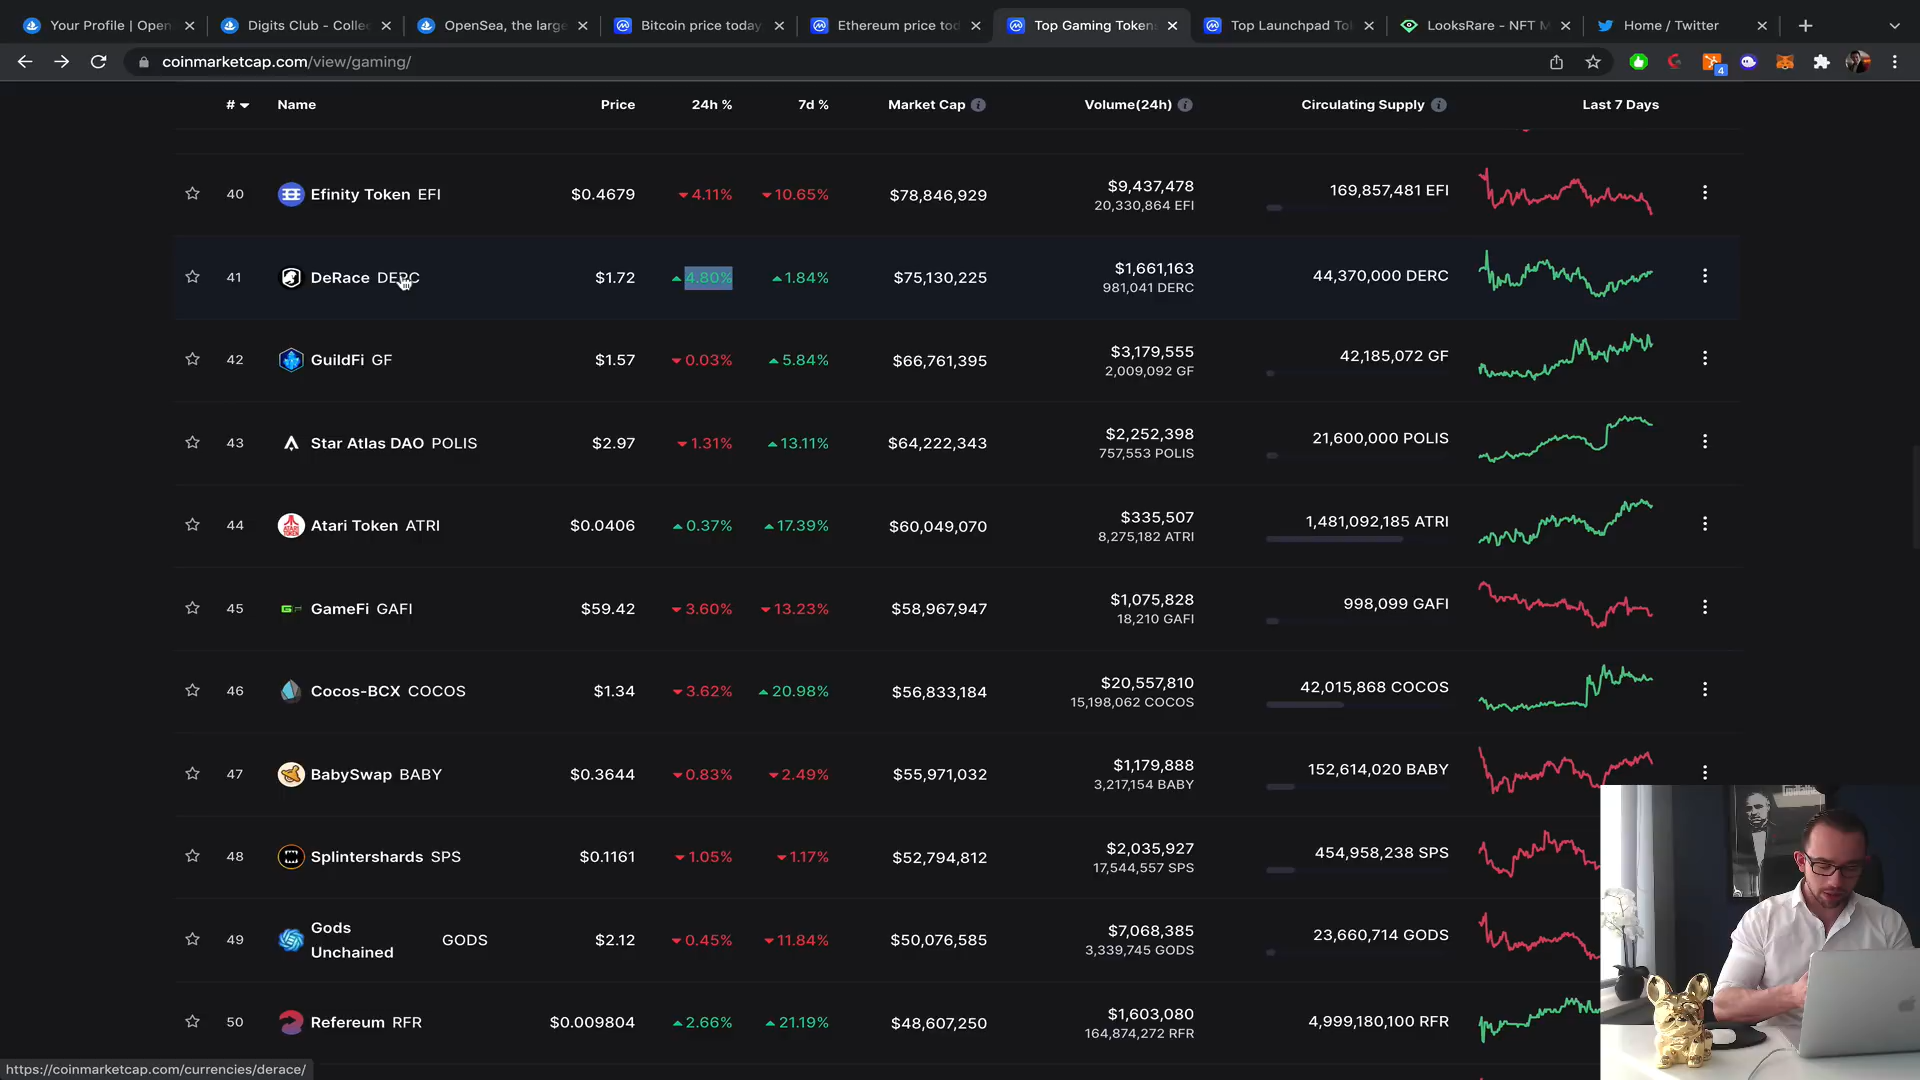 Your Profile | Open
Digits Club - Colle
OpenSea, the large
Bitcoin price today
Ethereum price tod
Top Gaming Tokens
Top Launchpad To
LooksRare - NFT M
Home / Twitter
coinmarketcap.com/view/gaming/
4
# Name Price 24h % 7d % Market Cap Volume(24h) Circulating Supply Last 7 Days
40 Efinity Token EFI $0.4679 4.11% 10.65% $78,846,929 $9,437,478 169,857,481 EFI
20,330,864 EFI
41 DeRace DERC $1.72 4.80% 1.84% $75,130,225 $1,661,163 44,370,000 DERC
981,041 DERC
42 GuildFi GF $1.57 0.03% 5.84% $66,761,395 $3,179,555 42,185,072 GF
2,009,092 GF
43 Star Atlas DAO POLIS $2.97 1.31% 13.11% $64,222,343 $2,252,398 21,600,000 POLIS
757,553 POLIS
44 Atari Token ATRI $0.0406 0.37% 17.39% $60,049,070 $335,507 1,481,092,185 ATRI
8,275,182 ATRI
45 GameFi GAFI $59.42 3.60% 13.23% $58,967,947 $1,075,828 998,099 GAFI
18,210 GAFI
46 Cocos-BCX COCOS $1.34 3.62% 20.98% $56,833,184 $20,557,810 42,015,868 COCOS
15,198,062 COCOS
47 BabySwap BABY $0.3644 0.83% 2.49% $55,971,032 $1,179,888 152,614,020 BABY
3,217,154 BABY
48 Splintershards SPS $0.1161 1.05% 1.17% $52,794,812 $2,035,927 454,958,238 SPS
17,544,557 SPS
49 Gods Unchained GODS $2.12 0.45% 11.84% $50,076,585 $7,068,385 23,660,714 GODS
3,339,745 GODS
50 Refereum RFR $0.009804 2.66% 21.19% $48,607,250 $1,603,080 4,999,180,100 RFR
164,874,272 RFR
https://coinmarketcap.com/currencies/derace/